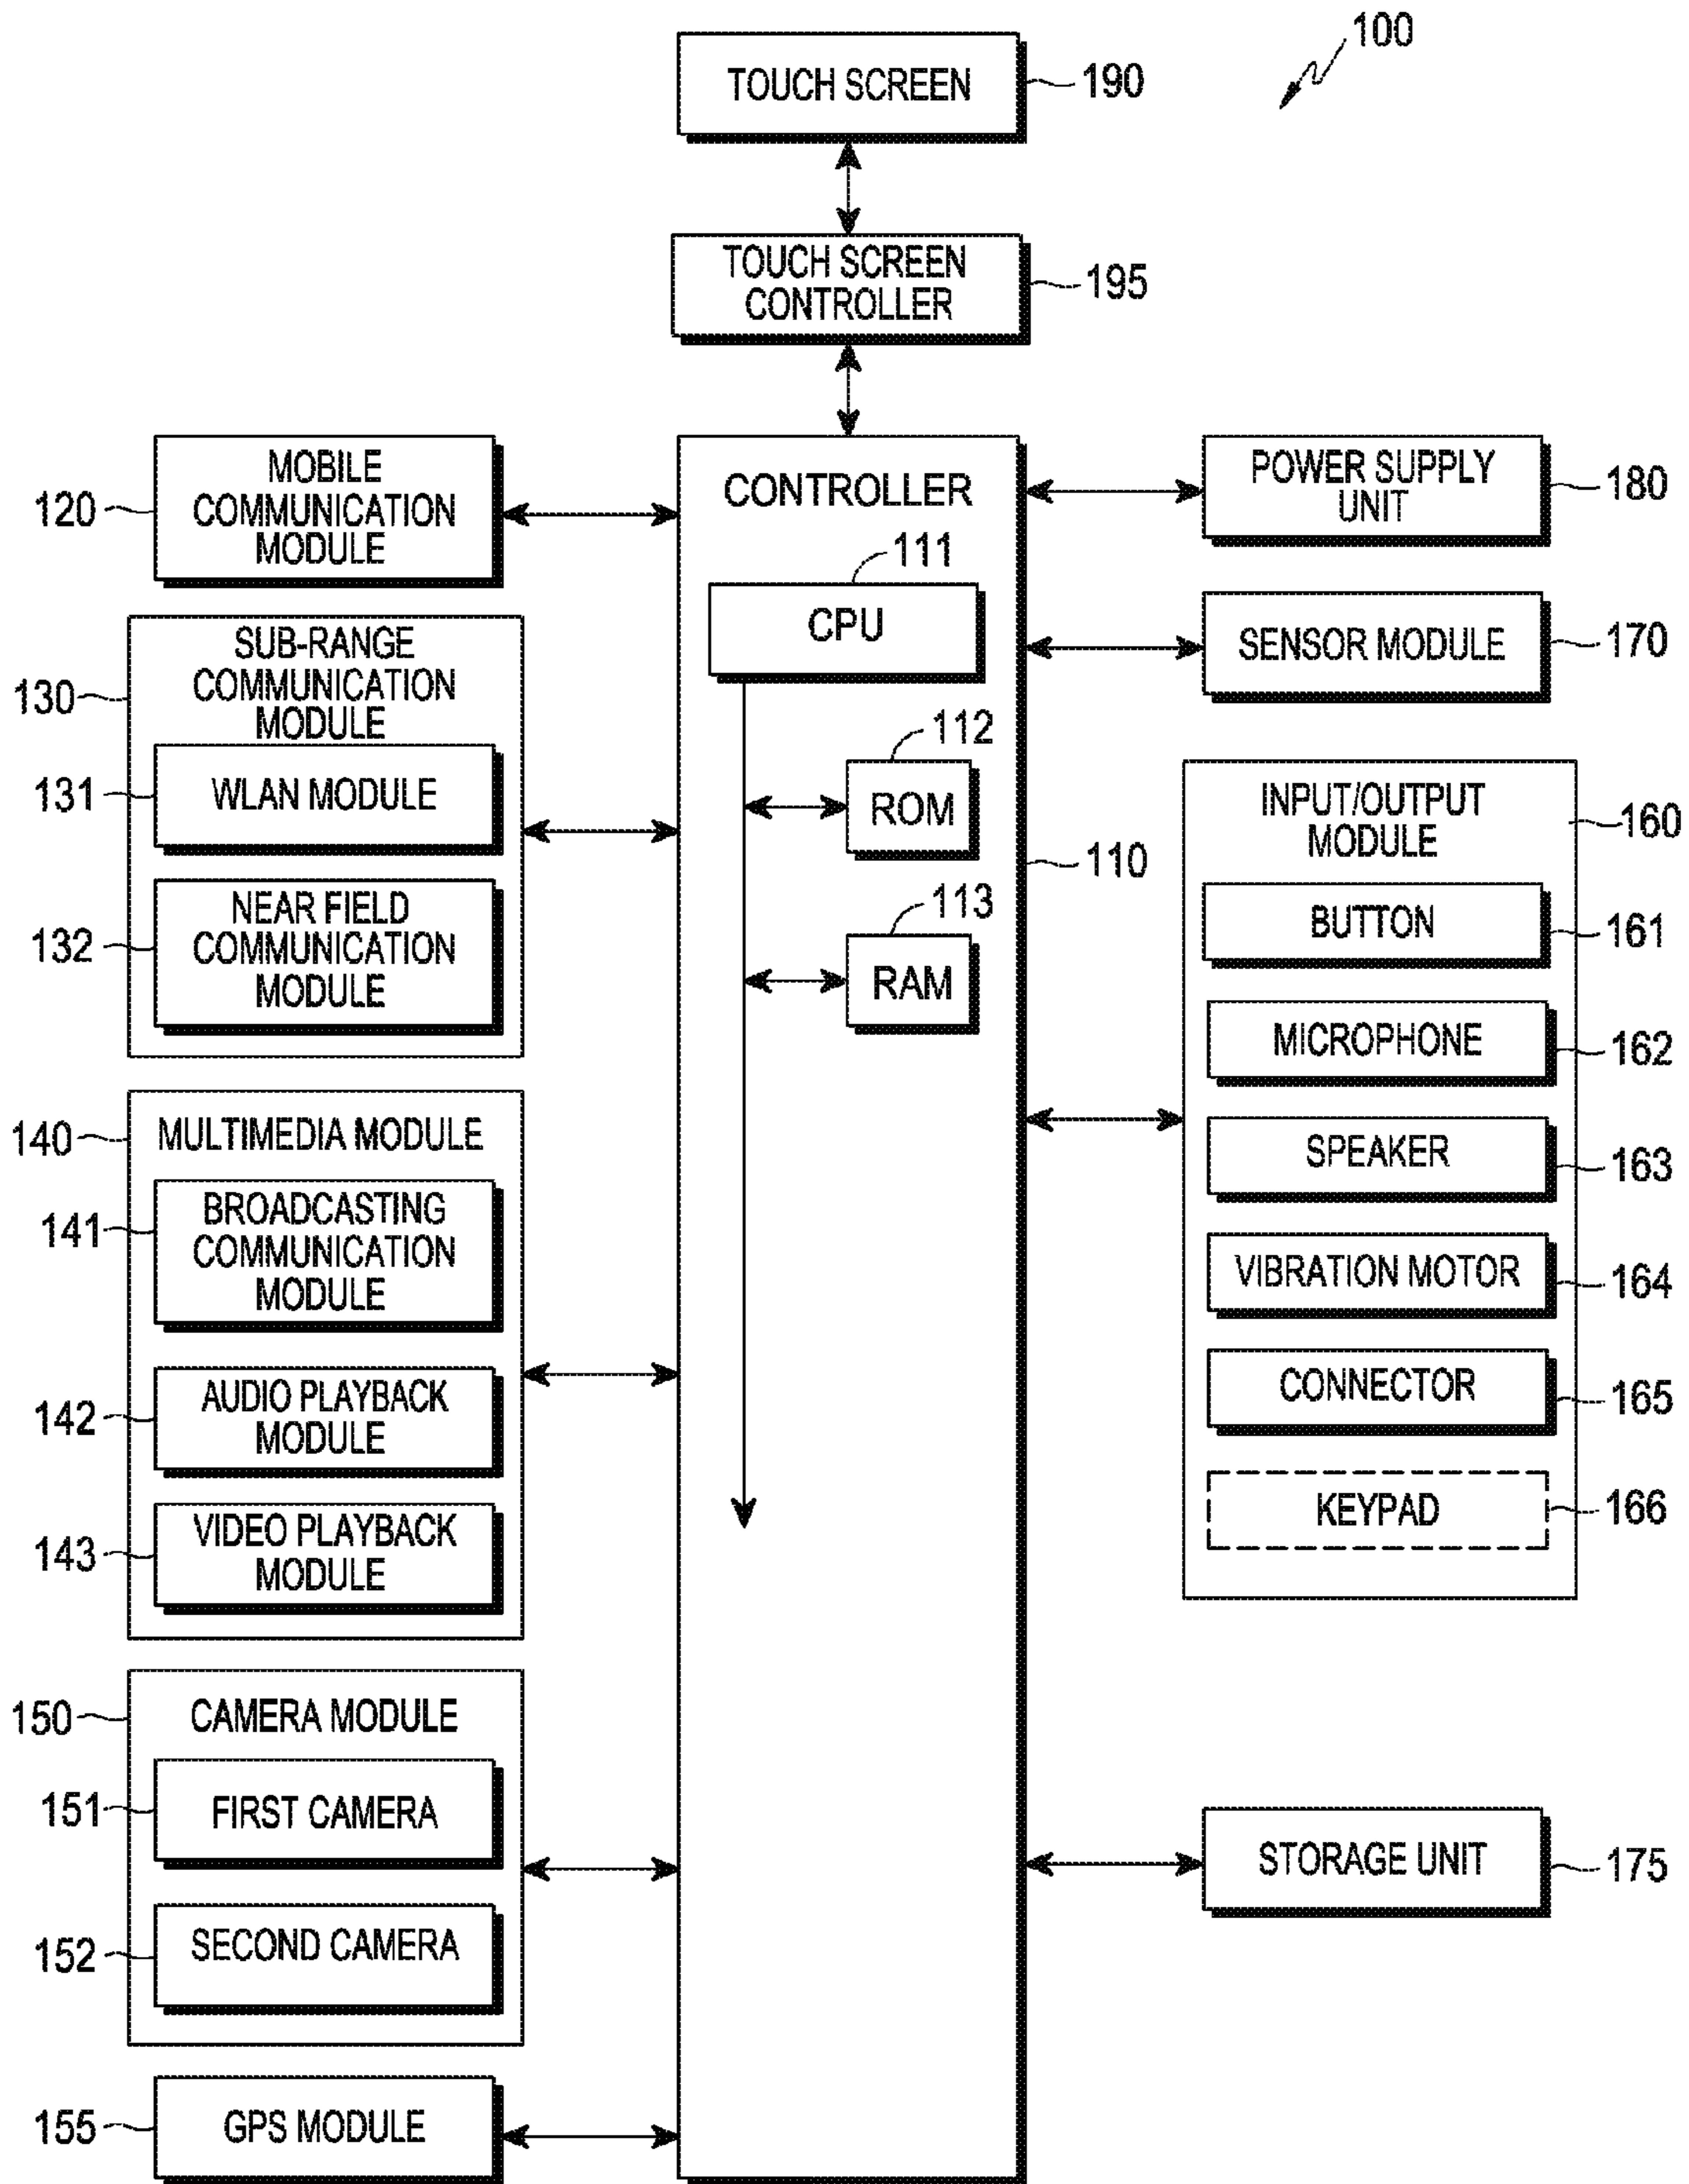 100
TOUCH SCREEN
190
TOUCH SCREEN
CONTROLLER
195
MOBILE
COMMUNICATION
MODULE
120
SUB-RANGE
COMMUNICATION
MODULE
130
WLAN MODULE
131
NEAR FIELD
COMMUNICATION
MODULE
132
MULTIMEDIA MODULE
140
BROADCASTING
COMMUNICATION
MODULE
141
AUDIO PLAYBACK
MODULE
142
VIDEO PLAYBACK
MODULE
143
CAMERA MODULE
150
FIRST CAMERA
151
SECOND CAMERA
152
GPS MODULE
155
CONTROLLER
110
111
CPU
112
ROM
113
RAM
POWER SUPPLY
UNIT
180
SENSOR MODULE
170
INPUT/OUTPUT
MODULE
160
BUTTON
161
MICROPHONE
162
SPEAKER
163
VIBRATION MOTOR
164
CONNECTOR
165
KEYPAD
166
STORAGE UNIT
175